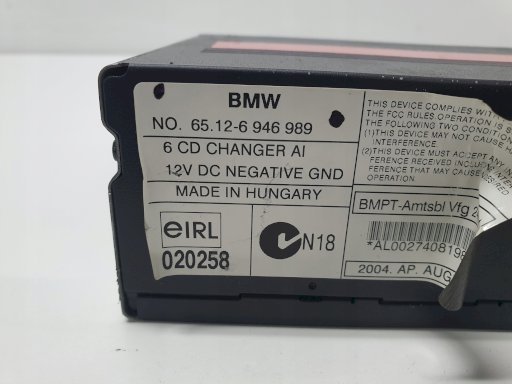 BMW
NO. 65.12-6 946 989
6 CD CHANGER AI
12V DC NEGATIVE GND
MADE IN HUNGARY
eIRL
020258
N18
THIS DEVICE COMPLIES WITH
THE FCC RULES.OPERATION IS
THE FOLLOWING TWO CONDITION
(1)THIS DEVICE MAY NOT CAUSE
INTERFERENCE.
(2)THIS DEVICE MUST ACCEPT ANY IN
FERENCE RECEIVED INCLUDING
FERENCE THAT MAY CAUSE
OPERATION.
BMPT-Amtsbl Vfg
*AL0027408198
2004. AP. AUG